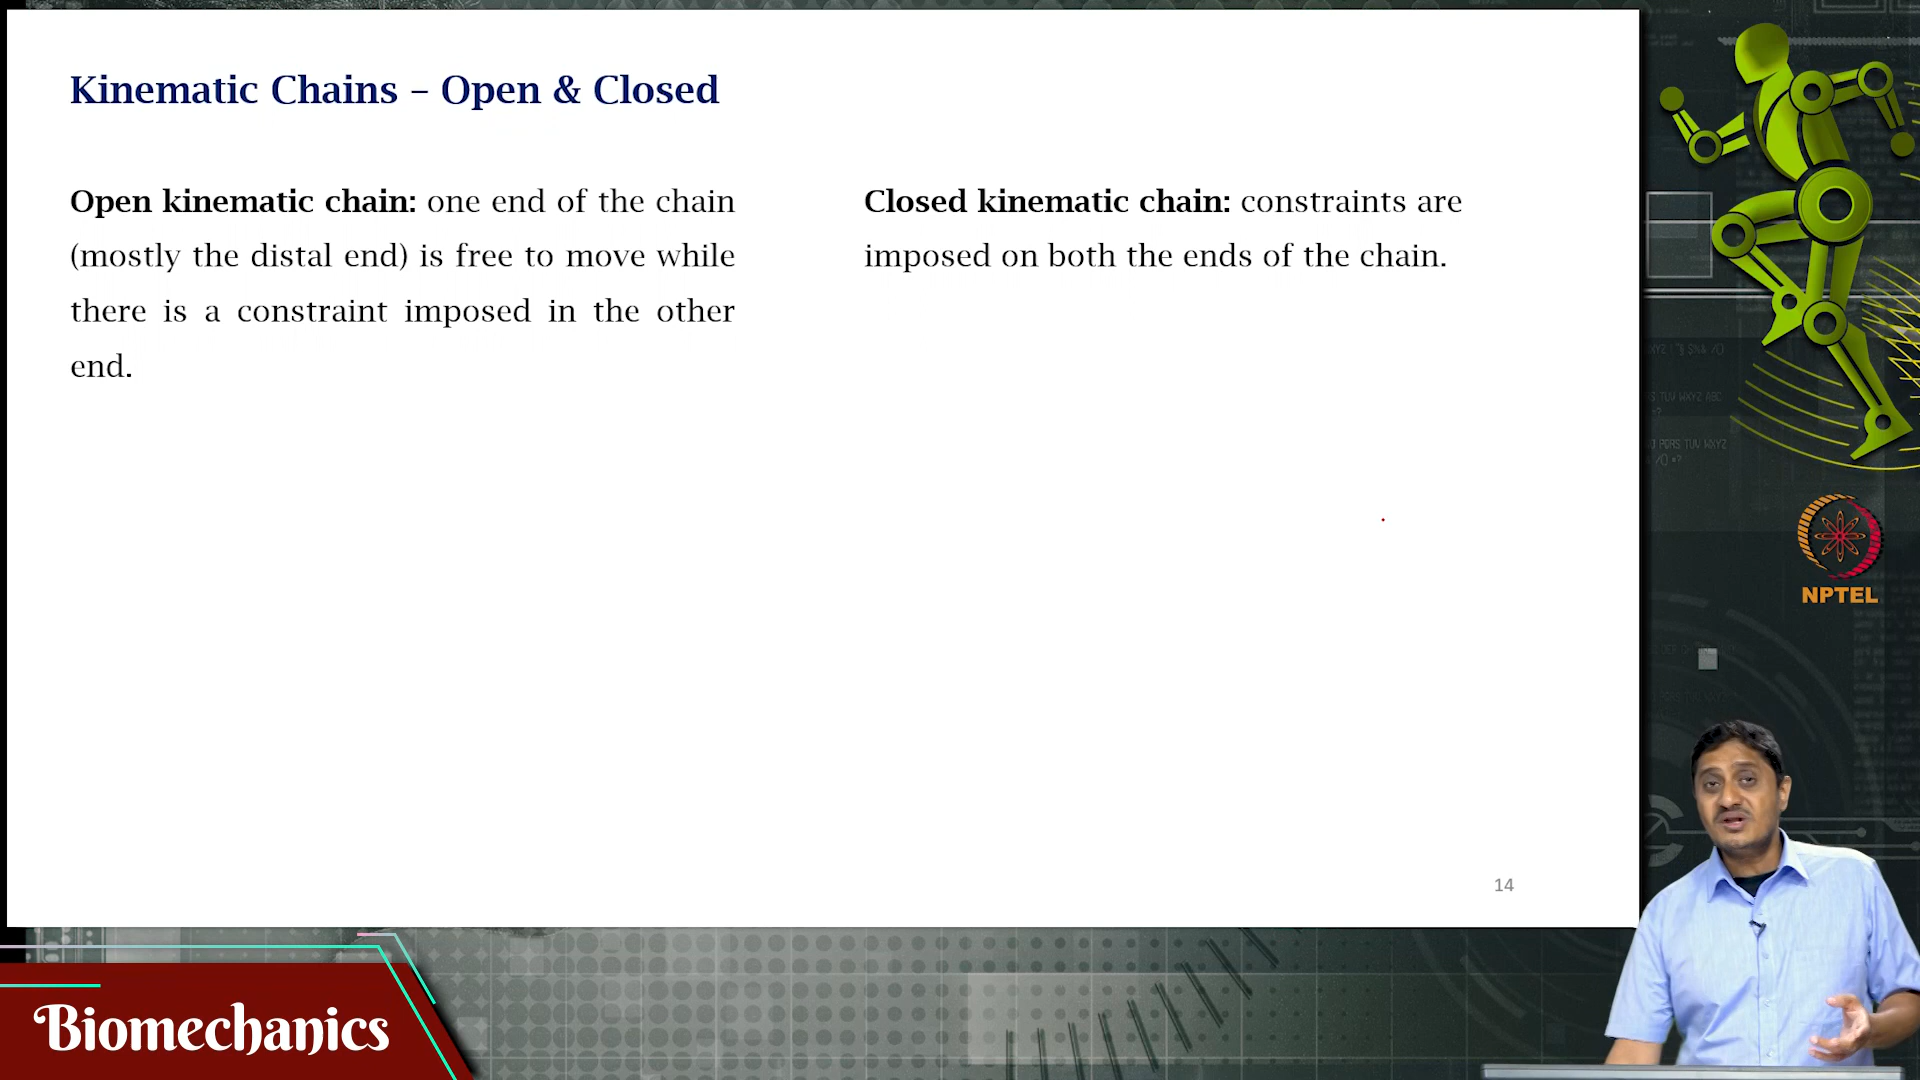 Kinematic Chains – Open & Closed
Open kinematic chain: one end of the chain
(mostly the distal end) is free to move while
there is a constraint imposed in the other
end.
Closed kinematic chain: constraints are
imposed on both the ends of the chain.
14
NPTEL
Biomechanics